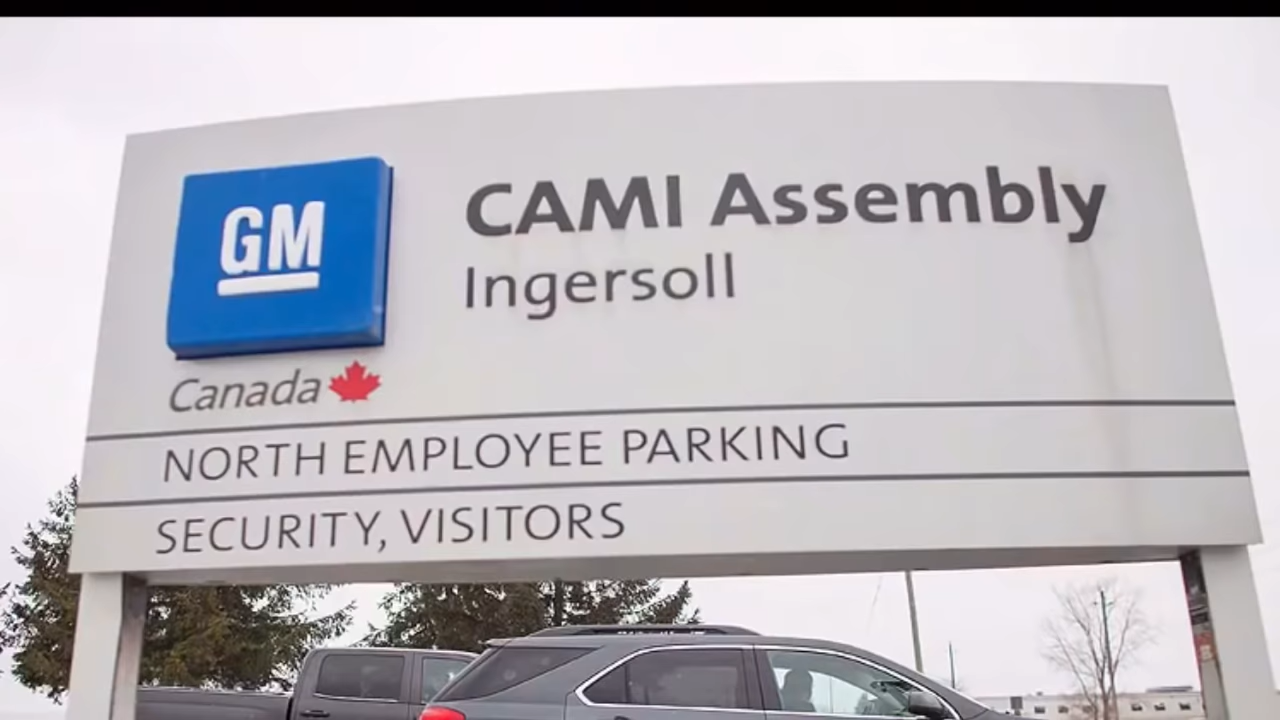 GM
CAMI Assembly
Ingersoll
Canada
NORTH EMPLOYEE PARKING
SECURITY, VISITORS